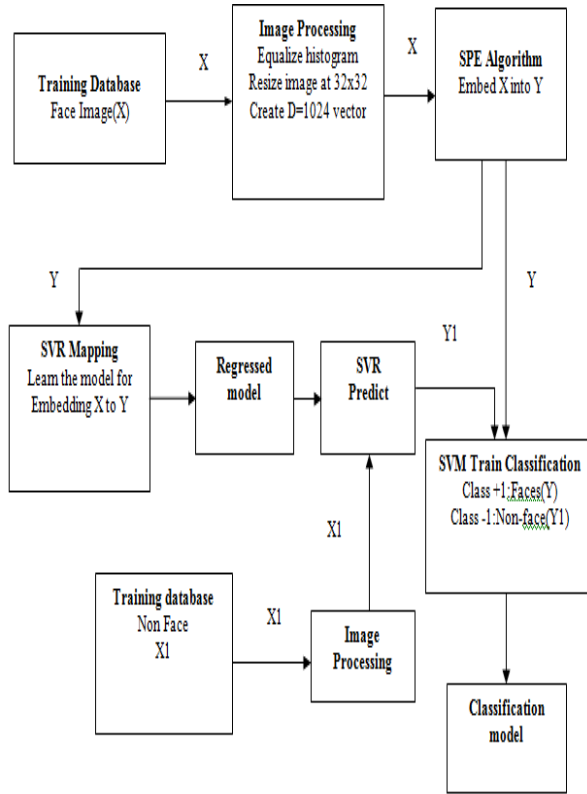 Training Database
Face Image(X)
X
Image Processing
Equalize histogram
Resize image at 32x32
Create D=1024 vector
X
SPE Algorithm
Embed X into Y
Y
Y
SVR Mapping
Learn the model for
Embedding X to Y
Regressed
model
SVR
Predict
Y1
SVM Train Classification
Class +1:Faces(Y)
Class -1:Non-face(Y1)
X1
Training database
Non Face
X1
X1
Image
Processing
Classification
model